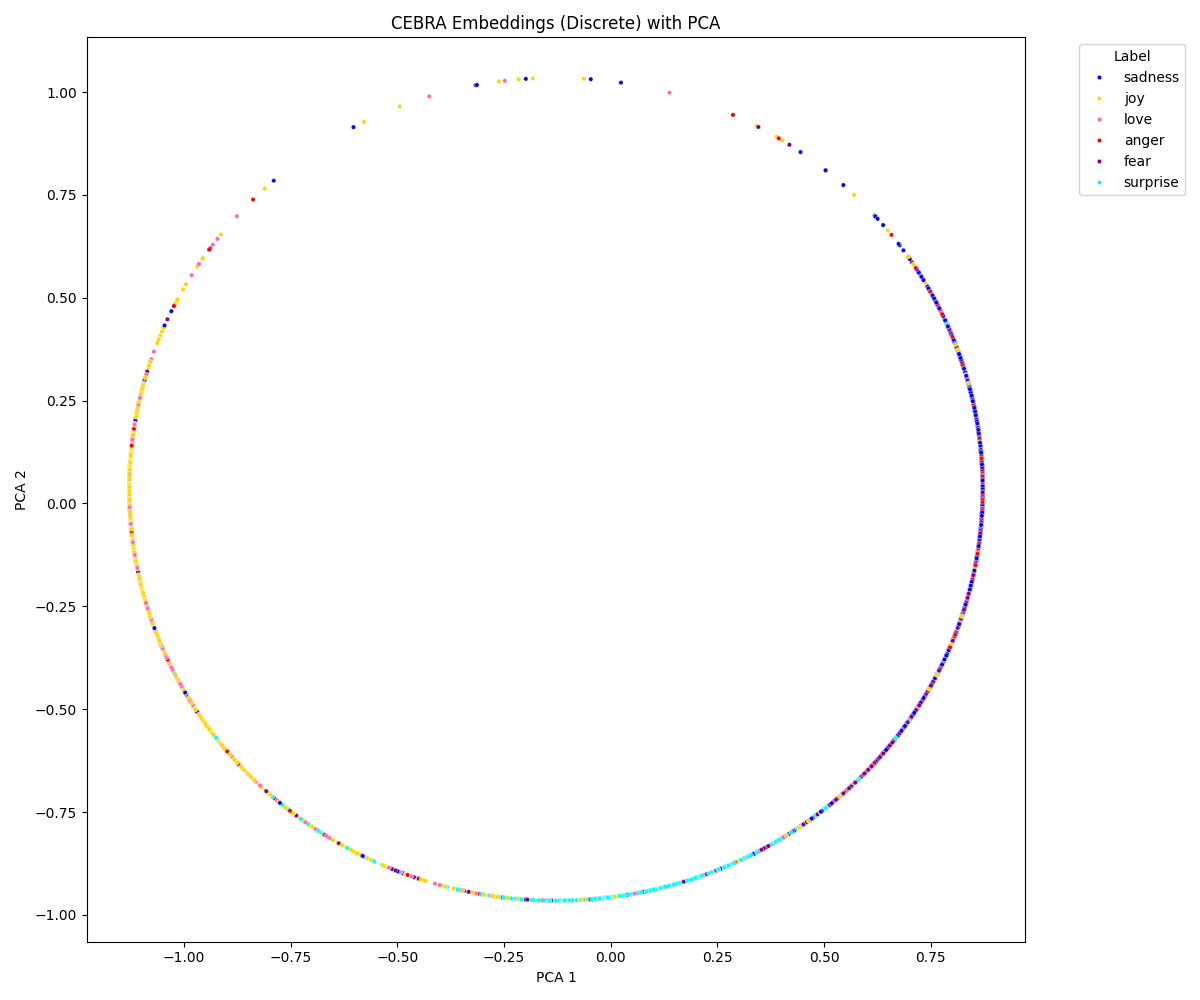 CEBRA Embeddings (Discrete) with PCA
Label
sadness
joy
love
anger
fear
surprise
1.00
0.75
0.50
0.25
0.00
−0.25
−0.50
−0.75
−1.00
PCA 2
−1.00
−0.75
−0.50
−0.25
0.00
0.25
0.50
0.75
PCA 1